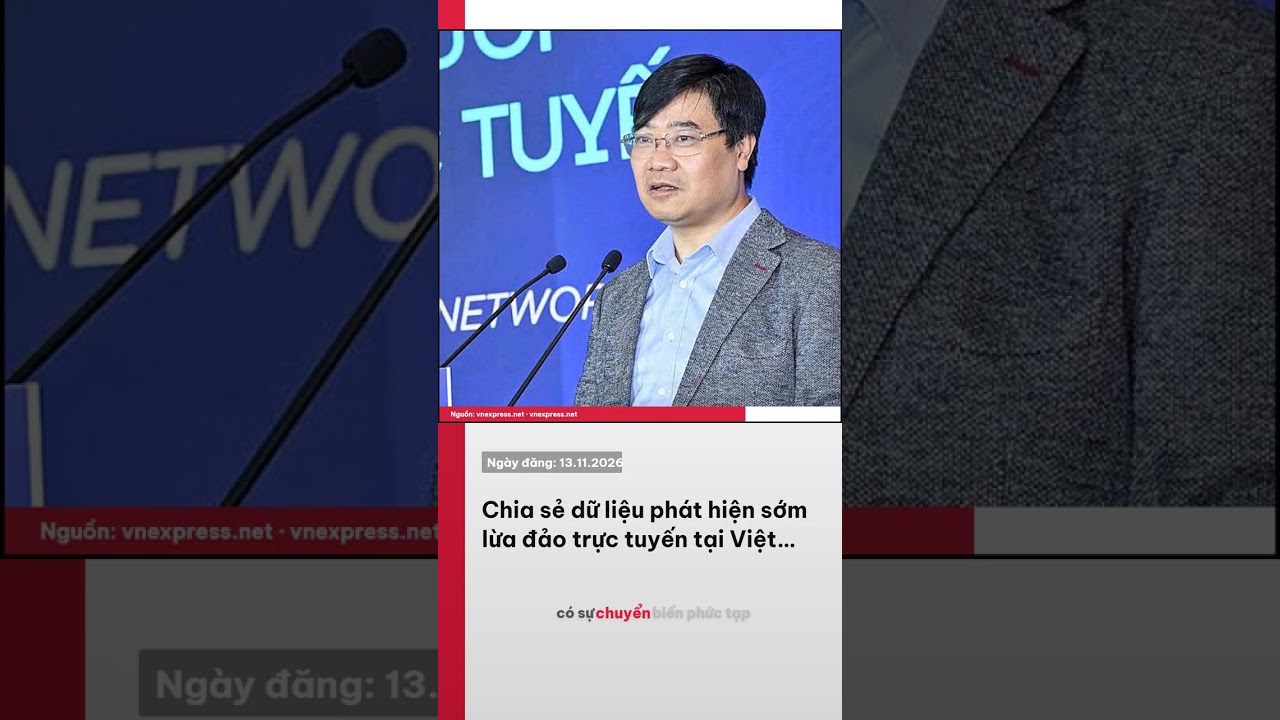 TUYẾ
NETWOR
Nguồn: vnexpress.net · vnexpress.net
Ngày đăng: 13.11.2026
Chia sẻ dữ liệu phát hiện sớm
lừa đảo trực tuyến tại Việt...
có sự chuyển biến phức tạp
NETWO
Nguồn: vnexpress.net · vnexpress.net
Ngày đăng: 13.